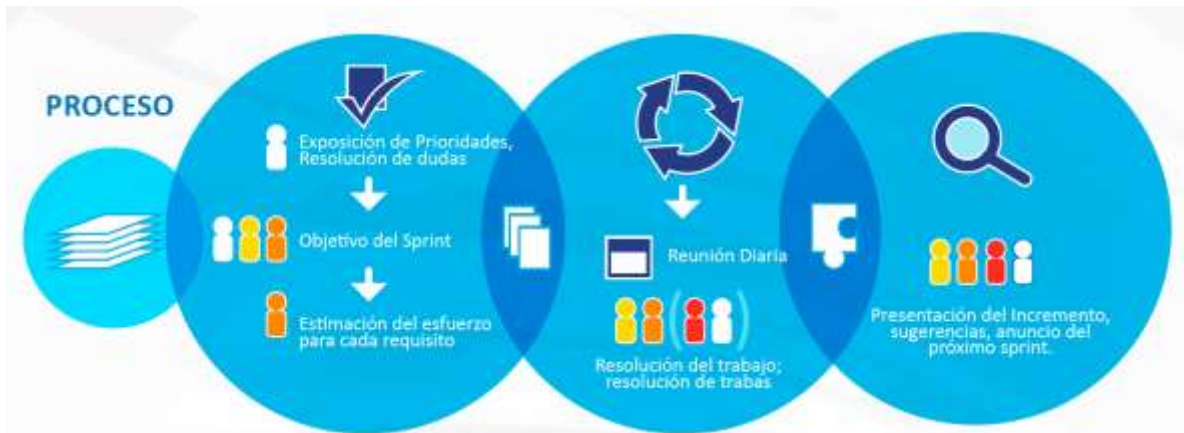 PROCESO
Exposición de Prioridades,
Resolución de dudas
Objetivo del Sprint
Estimación del esfuerzo
para cada requisito
Reunión Diaria
Resolución del trabajo;
resolución de trabas
Presentación del Incremento,
sugerencias, anuncio del
próximo sprint.